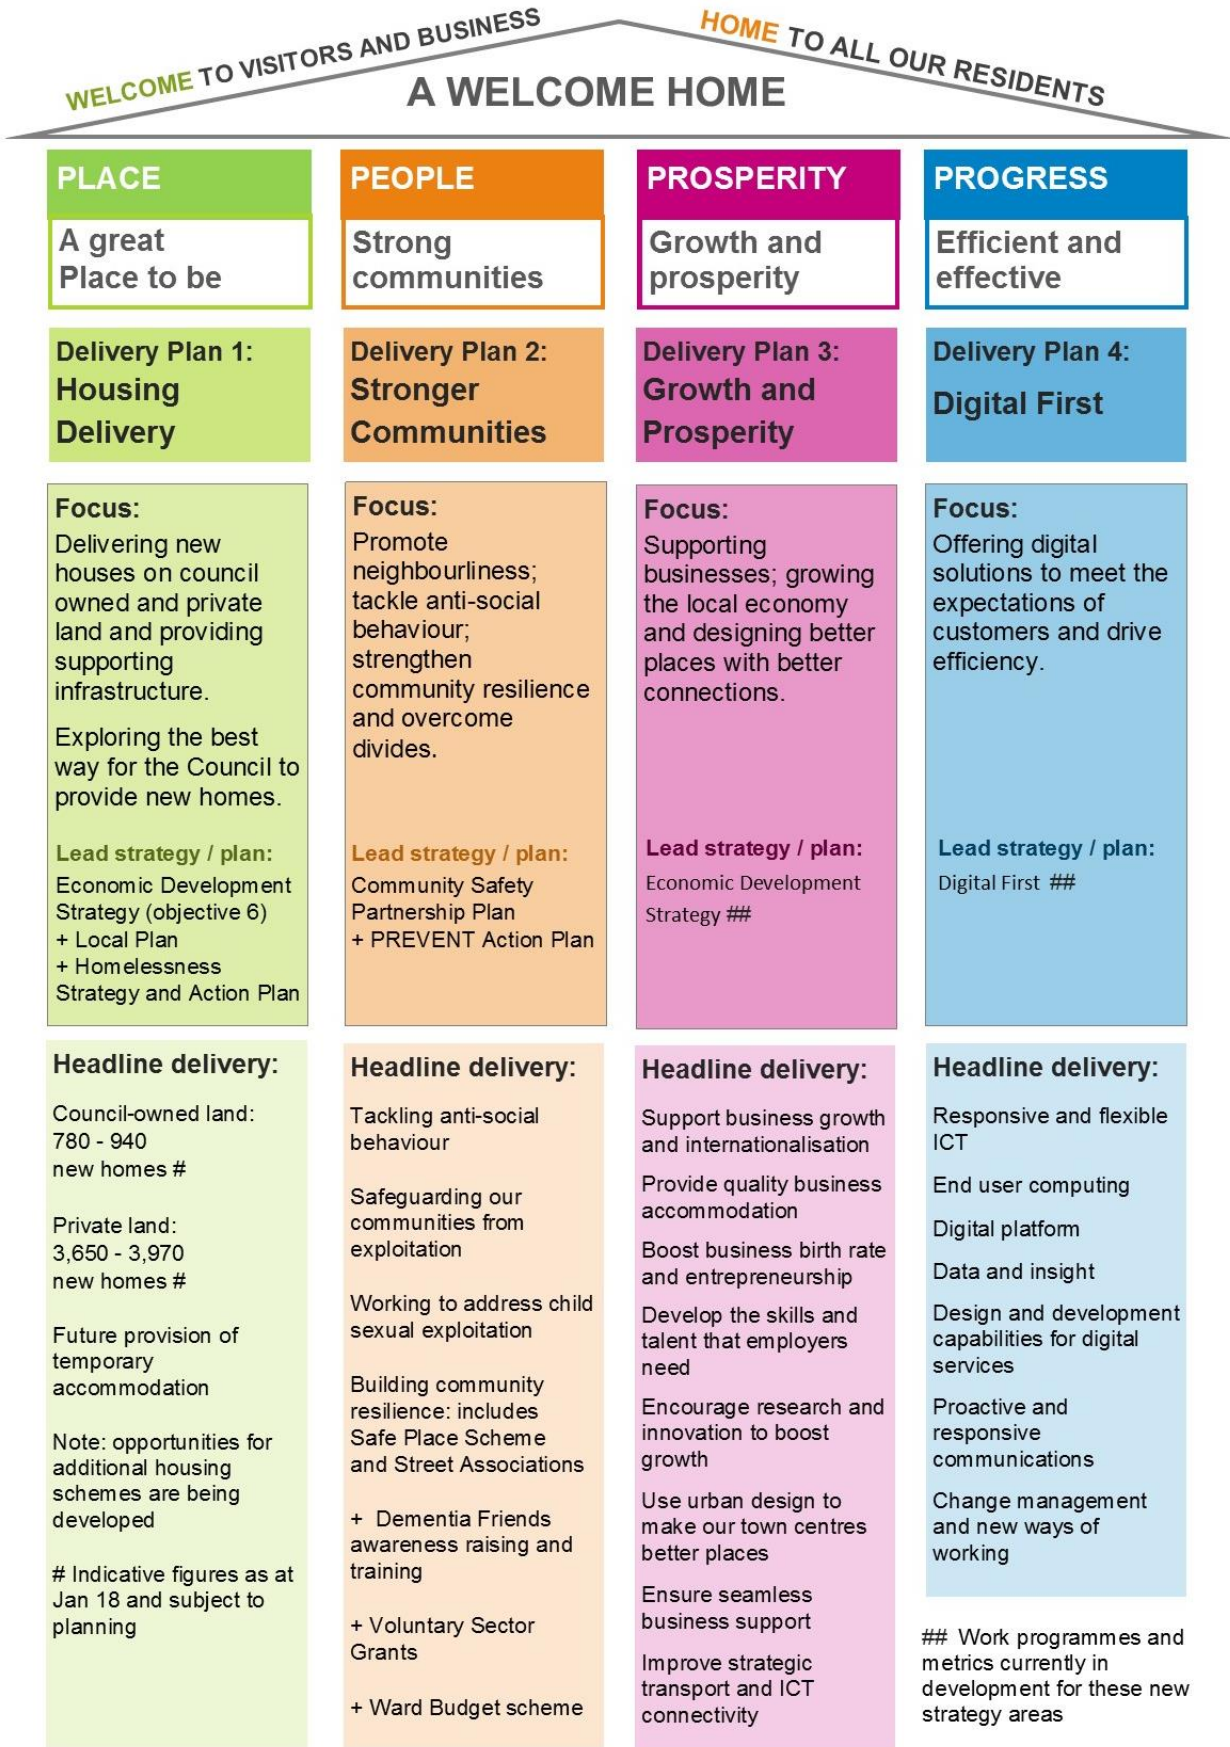 WELCOME TO VISITORS AND BUSINESS
HOME TO ALL OUR RESIDENTS
A WELCOME HOME
PLACE
A great
Place to be
Delivery Plan 1:
Housing
Delivery
Focus:
Delivering new
houses on council
owned and private
land and providing
supporting
infrastructure.
Exploring the best
way for the Council to
provide new homes.
Lead strategy / plan:
Economic Development
Strategy (objective 6)
+ Local Plan
+ Homelessness
Strategy and Action Plan
Headline delivery:
Council-owned land:
780 - 940
new homes #
Private land:
3,650 - 3,970
new homes #
Future provision of
temporary
accommodation
Note: opportunities for
additional housing
schemes are being
developed
# Indicative figures as at
Jan 18 and subject to
planning
PEOPLE
Strong
communities
Delivery Plan 2:
Stronger
Communities
Focus:
Promote
neighbourliness;
tackle anti-social
behaviour;
strengthen
community resilience
and overcome
divides.
Lead strategy / plan:
Community Safety
Partnership Plan
+ PREVENT Action Plan
Headline delivery:
Tackling anti-social
behaviour
Safeguarding our
communities from
exploitation
Working to address child
sexual exploitation
Building community
resilience: includes
Safe Place Scheme
and Street Associations
+ Dementia Friends
awareness raising and
training
+ Voluntary Sector
Grants
+ Ward Budget scheme
PROSPERITY
Growth and
prosperity
Delivery Plan 3:
Growth and
Prosperity
Focus:
Supporting
businesses; growing
the local economy
and designing better
places with better
connections.
Lead strategy / plan:
Economic Development
Strategy ##
Headline delivery:
Support business growth
and internationalisation
Provide quality business
accommodation
Boost business birth rate
and entrepreneurship
Develop the skills and
talent that employers
need
Encourage research and
innovation to boost
growth
Use urban design to
make our town centres
better places
Ensure seamless
business support
Improve strategic
transport and ICT
connectivity
PROGRESS
Efficient and
effective
Delivery Plan 4:
Digital First
Focus:
Offering digital
solutions to meet the
expectations of
customers and drive
efficiency.
Lead strategy / plan:
Digital First ##
Headline delivery:
Responsive and flexible
ICT
End user computing
Digital platform
Data and insight
Design and development
capabilities for digital
services
Proactive and
responsive
communications
Change management
and new ways of
working
## Work programmes and
metrics currently in
development for these new
strategy areas